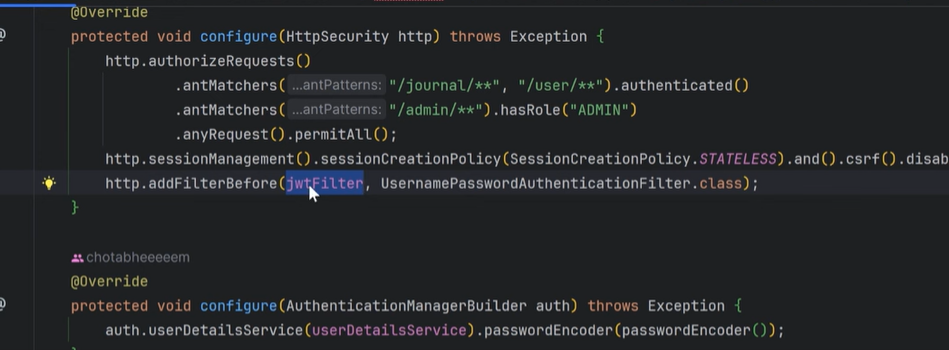 @Override
protected void configure(HttpSecurity http) throws Exception {
http.authorizeRequests()
.antMatchers( ...antPatterns: "/journal/**", "/user/**").authenticated()
.antMatchers( ...antPatterns: "/admin/**").hasRole("ADMIN")
.anyRequest().permitAll();
http.sessionManagement().sessionCreationPolicy(SessionCreationPolicy.STATELESS).and().csrf().disab
http.addFilterBefore(jwtFilter, UsernamePasswordAuthenticationFilter.class);
}
chotabheeeeem
@Override
protected void configure(AuthenticationManagerBuilder auth) throws Exception {
auth.userDetailsService(userDetailsService).passwordEncoder(passwordEncoder());